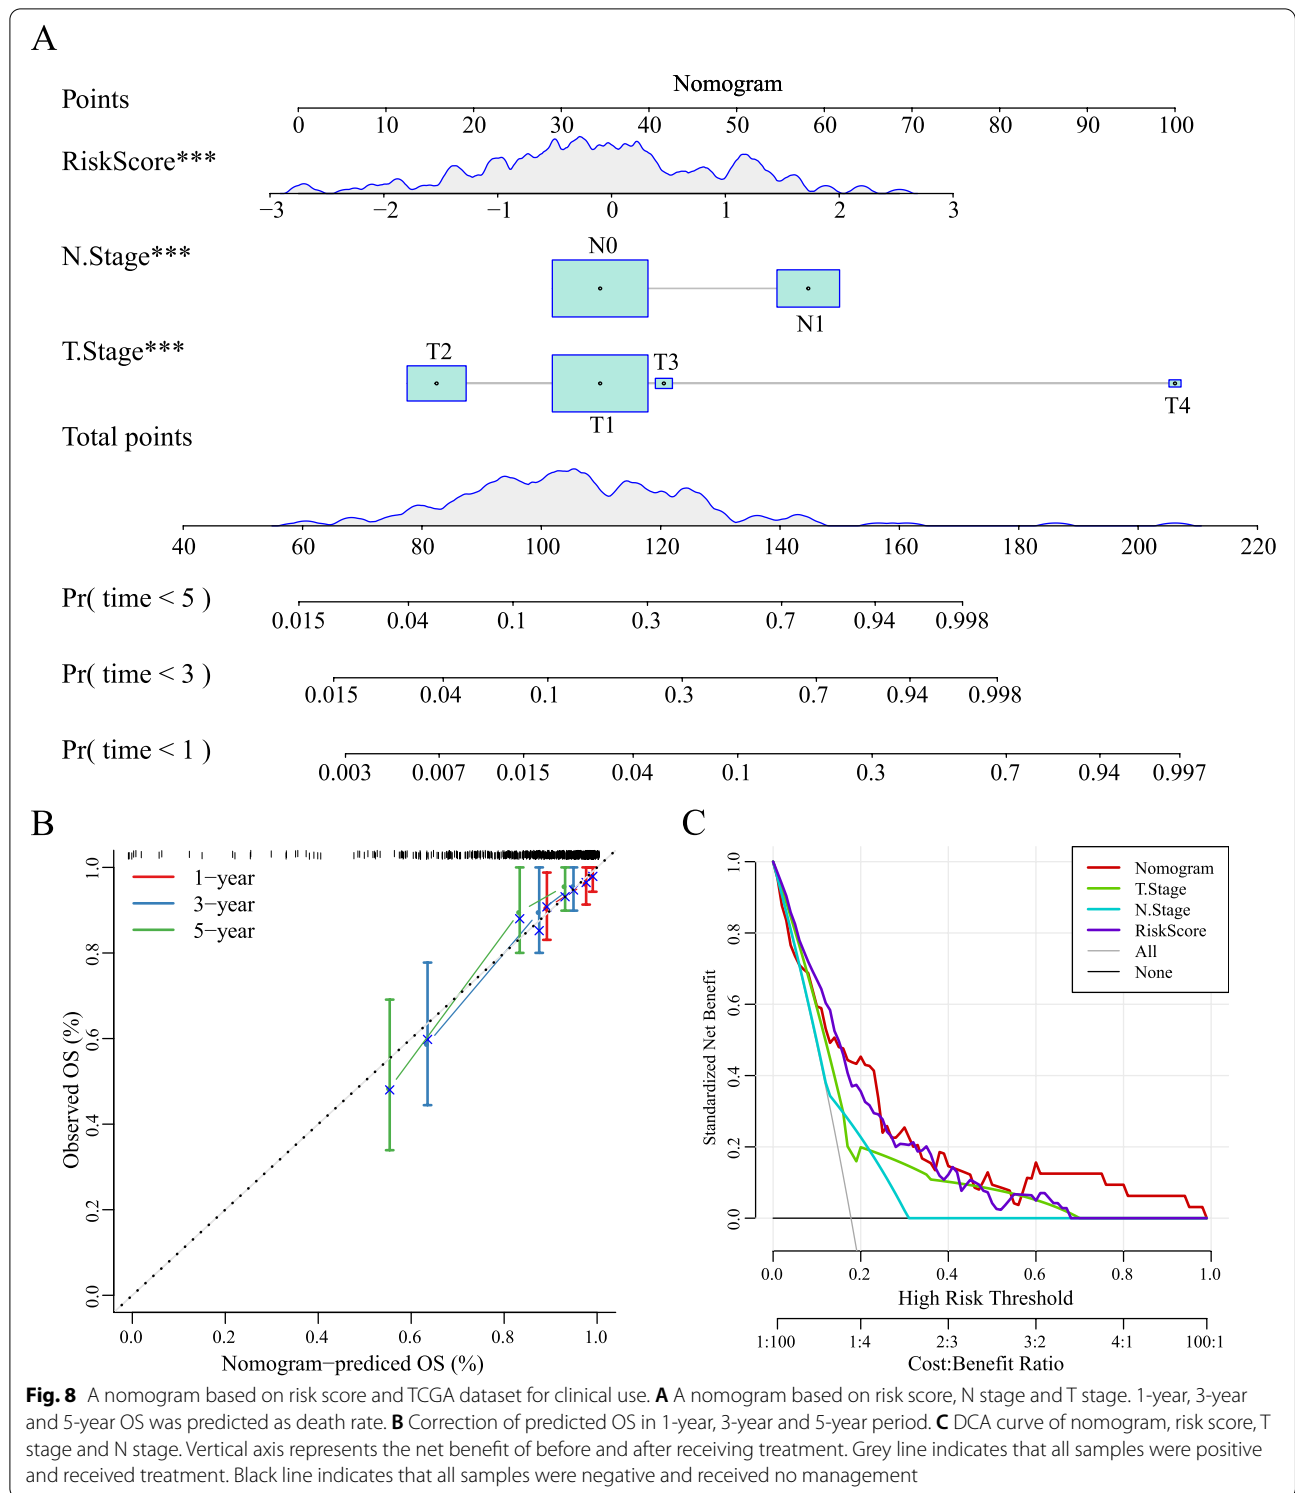 A
Nomogram
Points
0 10 20 30 40 50 60 70 80 90 100
RiskScore***
−3 −2 −1 0 1 2 3
N.Stage***
N0
N1
T.Stage***
T2 T3
T1 T4
Total points
40 60 80 100 120 140 160 180 200 220
Pr( time < 5 )
0.015 0.04 0.1 0.3 0.7 0.94 0.998
Pr( time < 3 )
0.015 0.04 0.1 0.3 0.7 0.94 0.998
Pr( time < 1 )
0.003 0.007 0.015 0.04 0.1 0.3 0.7 0.94 0.997
B
1−year
3−year
5−year
Observed OS (%)
1.0
0.8
0.6
0.4
0.2
0.0
0.0 0.2 0.4 0.6 0.8 1.0
Nomogram−prediced OS (%)
C
Nomogram
T.Stage
N.Stage
RiskScore
All
None
Standardized Net Benefit
1.0
0.8
0.6
0.4
0.2
0.0
0.0 0.2 0.4 0.6 0.8 1.0
High Risk Threshold
1:100 1:4 2:3 3:2 4:1 100:1
Cost:Benefit Ratio
Fig. 8 A nomogram based on risk score and TCGA dataset for clinical use. A A nomogram based on risk score, N stage and T stage. 1-year, 3-year
and 5-year OS was predicted as death rate. B Correction of predicted OS in 1-year, 3-year and 5-year period. C DCA curve of nomogram, risk score, T
stage and N stage. Vertical axis represents the net benefit of before and after receiving treatment. Grey line indicates that all samples were positive
and received treatment. Black line indicates that all samples were negative and received no management